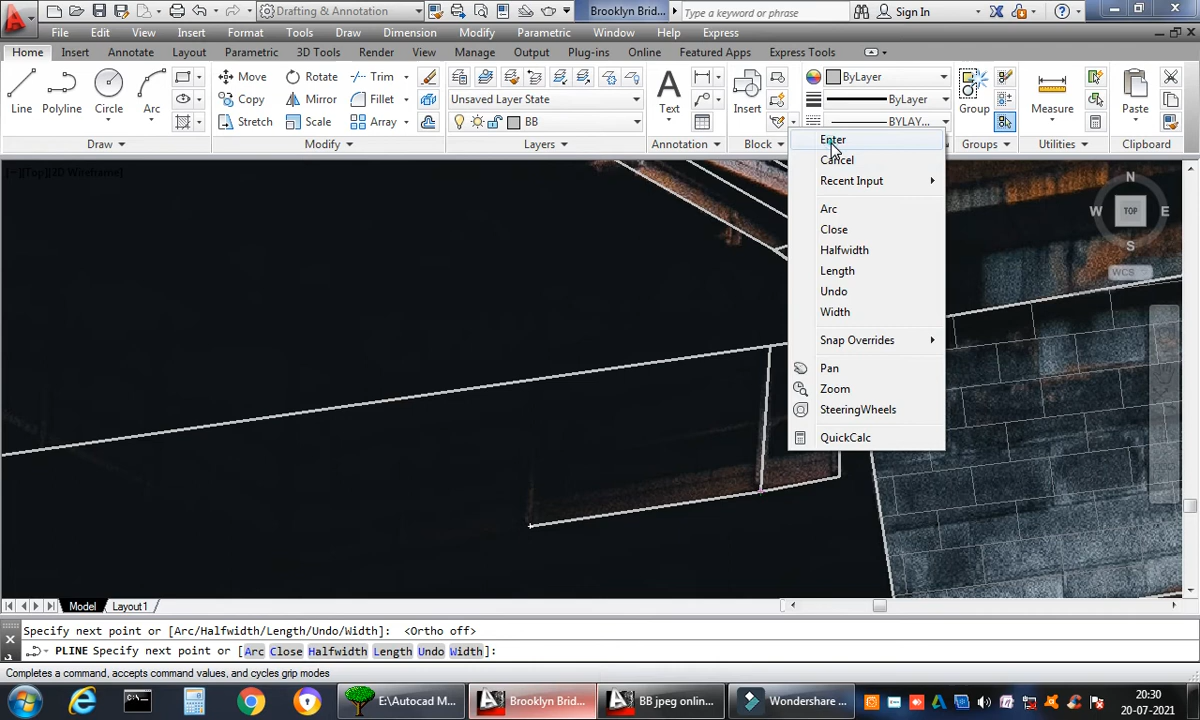 Drafting & Annotation
Brooklyn Brid...
Type a keyword or phrase
Sign In
File Edit View Insert Format Tools Draw Dimension Modify Parametric Window Help Express
Home Insert Annotate Layout Parametric 3D Tools Render View Manage Output Plug-ins Online Featured Apps Express Tools
Line
Polyline
Circle
Arc
Move
Rotate
Trim
Copy
Mirror
Fillet
Stretch
Scale
Array
Unsaved Layer State
BB
Text
Insert
ByLayer
ByLayer
BYLAY...
Group
Measure
Paste
Draw
Modify
Layers
Annotation
Block
Groups
Utilities
Clipboard
[−][Top][2D Wireframe]
Enter
Cancel
Recent Input
Arc
Close
Halfwidth
Length
Undo
Width
Snap Overrides
Pan
Zoom
SteeringWheels
QuickCalc
N
W
TOP
E
S
WCS
Model
Layout1
Specify next point or [Arc/Halfwidth/Length/Undo/Width]: <Ortho off>
PLINE Specify next point or [Arc Close Halfwidth Length Undo Width]:
Completes a command, accepts command values, and cycles grip modes
E:\Autocad M...
Brooklyn Brid...
BB jpeg onlin...
Wondershare ...
20:30
20-07-2021